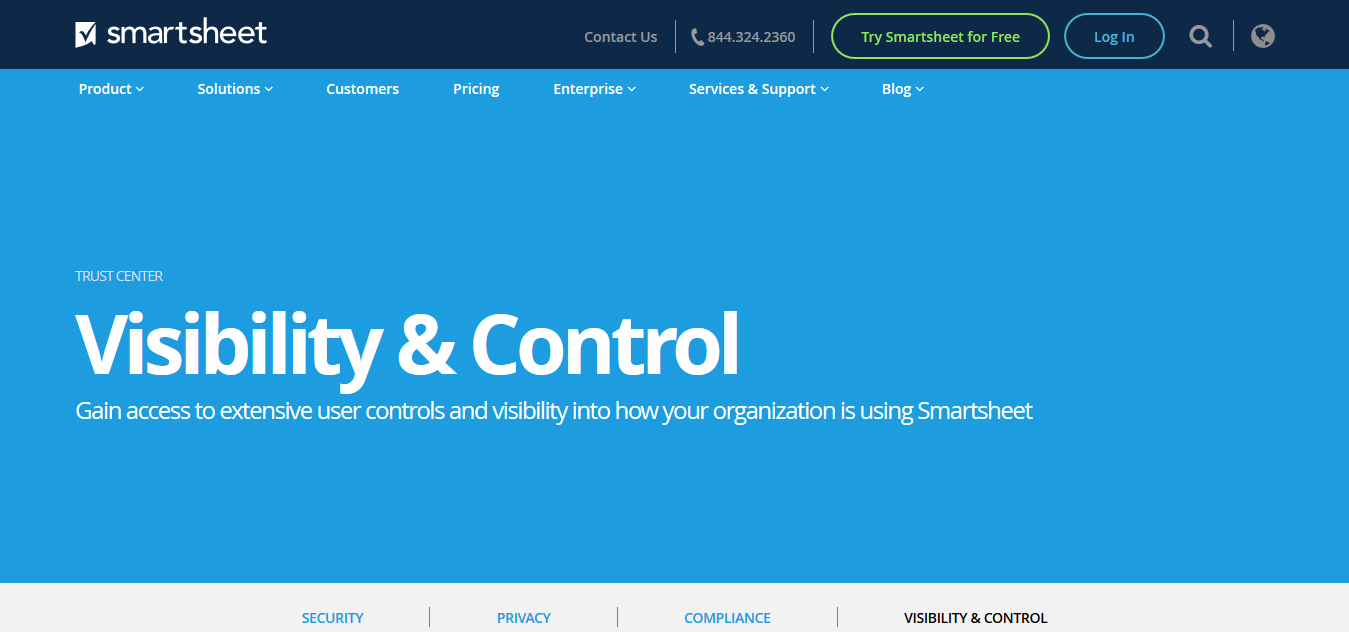 smartsheet
Contact Us
844.324.2360
Try Smartsheet for Free
Log In
Product
Solutions
Customers
Pricing
Enterprise
Services & Support
Blog
TRUST CENTER
Visibility & Control
Gain access to extensive user controls and visibility into how your organization is using Smartsheet
SECURITY
PRIVACY
COMPLIANCE
VISIBILITY & CONTROL